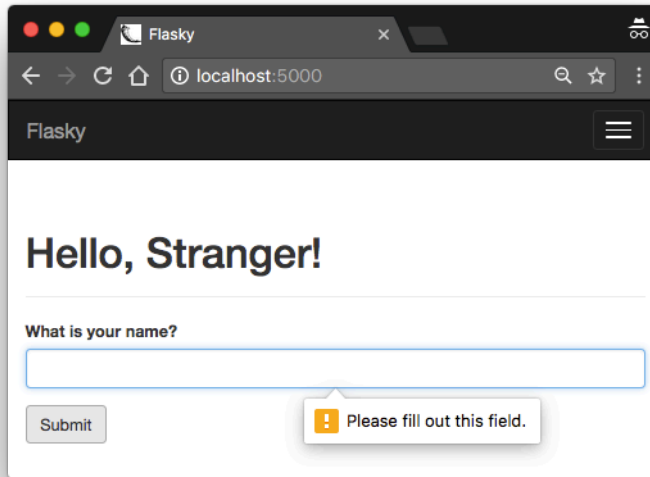 Flasky
localhost:5000
Flasky
Hello, Stranger!
What is your name?
Please fill out this field.
Submit